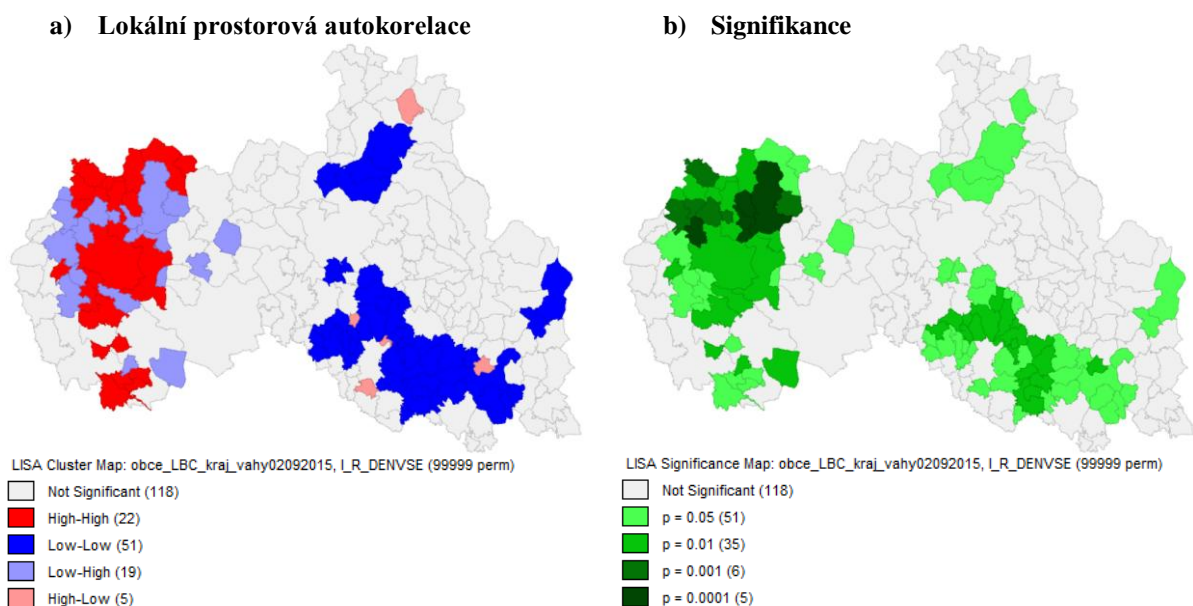 a) Lokální prostorová autokorelace
LISA Cluster Map: obce_LBC_kraj_vahy02092015, I_R_DENVSE (99999 perm)
Not Significant (118)
High-High (22)
Low-Low (51)
Low-High (19)
High-Low (5)
b) Signifikance
LISA Significance Map: obce_LBC_kraj_vahy02092015, I_R_DENVSE (99999 perm)
Not Significant (118)
p = 0.05 (51)
p = 0.01 (35)
p = 0.001 (6)
p = 0.0001 (5)